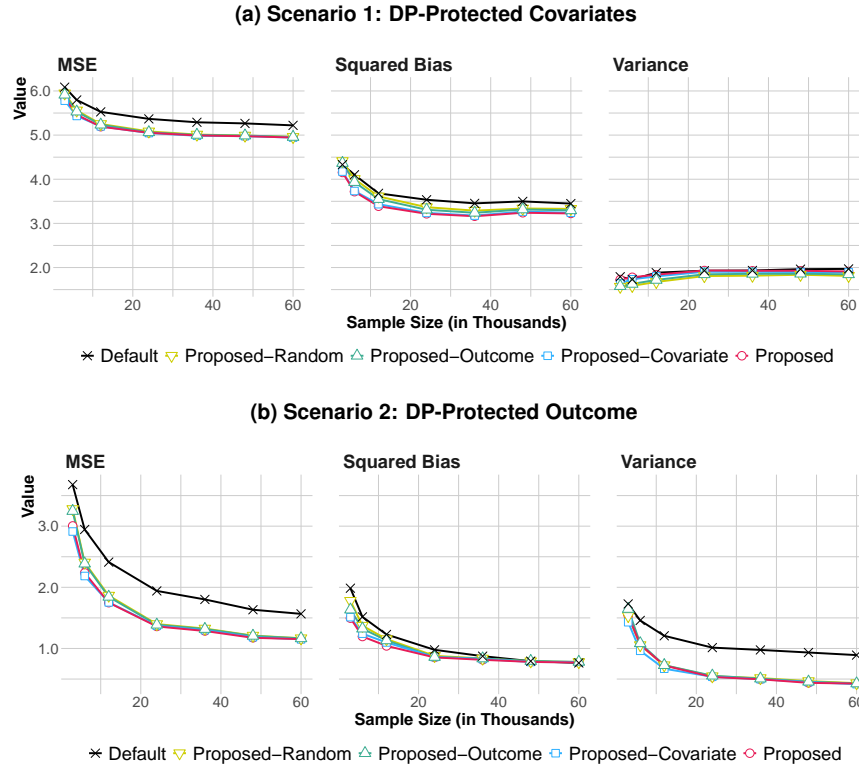 (a) Scenario 1: DP-Protected Covariates
MSE
Squared Bias
Variance
Value
6.0
5.0
4.0
3.0
2.0
20 40 60 20 40 60 20 40 60
Sample Size (in Thousands)
Default Proposed−Random Proposed−Outcome Proposed−Covariate Proposed
(b) Scenario 2: DP-Protected Outcome
MSE
Squared Bias
Variance
Value
3.0
2.0
1.0
20 40 60 20 40 60 20 40 60
Sample Size (in Thousands)
Default Proposed−Random Proposed−Outcome Proposed−Covariate Proposed